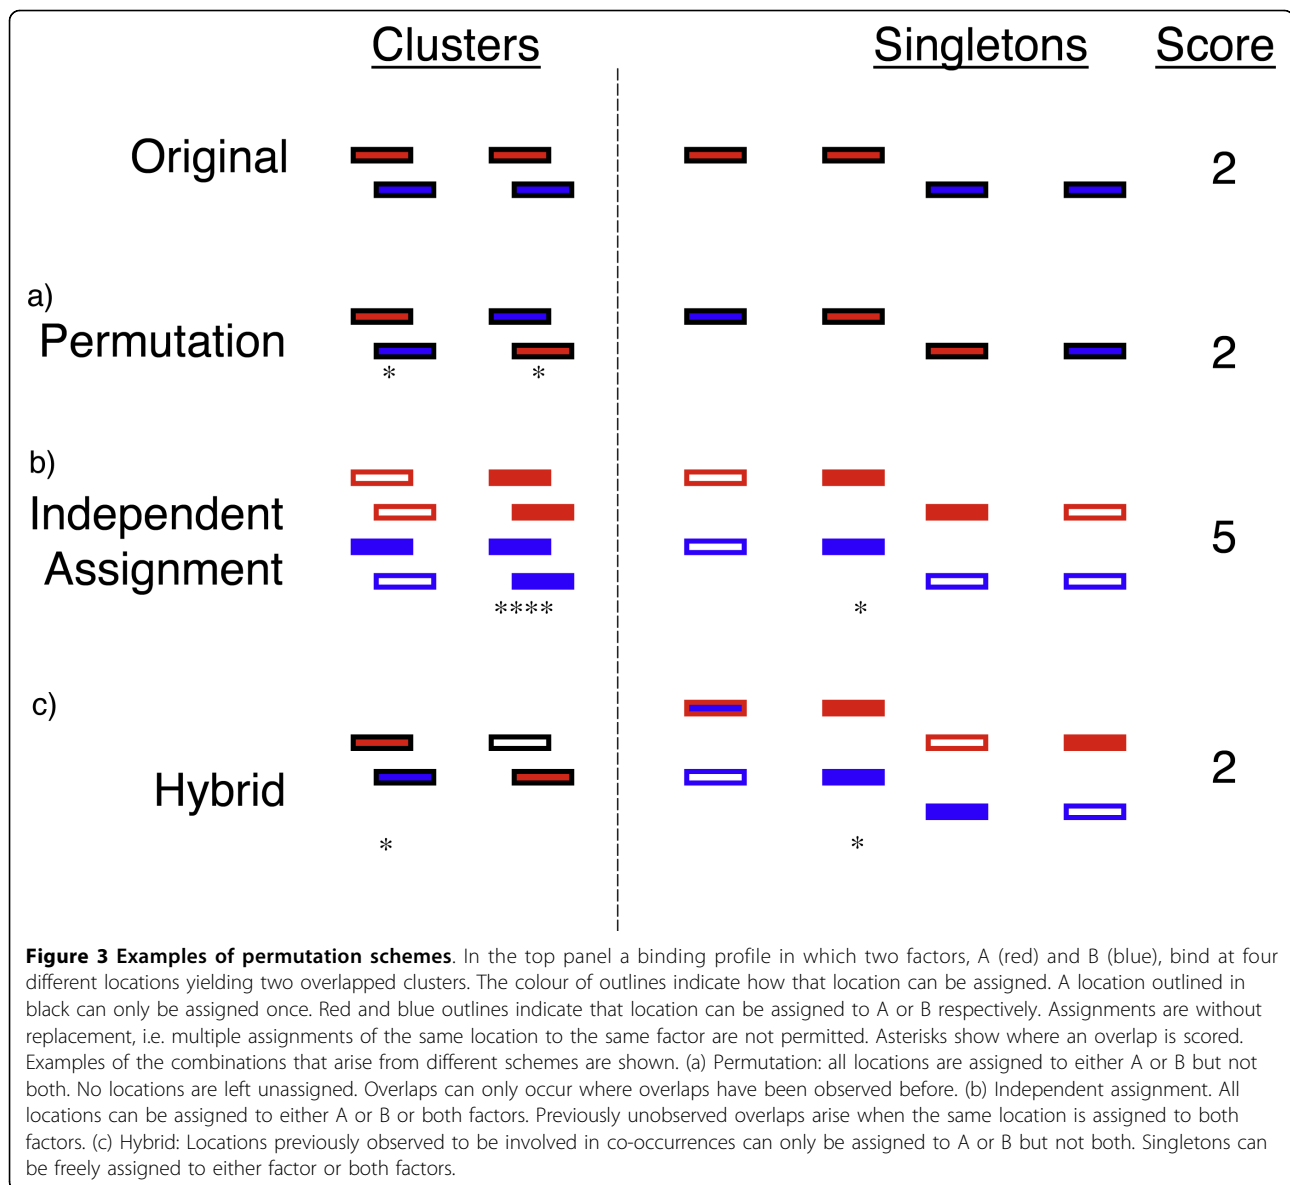 Clusters Singletons Score
Original 2
a)
Permutation 2
* *
b)
Independent
Assignment 5
**** *
c)
Hybrid 2
* *
Figure 3 Examples of permutation schemes. In the top panel a binding profile in which two factors, A (red) and B (blue), bind at four
different locations yielding two overlapped clusters. The colour of outlines indicate how that location can be assigned. A location outlined in
black can only be assigned once. Red and blue outlines indicate that location can be assigned to A or B respectively. Assignments are without
replacement, i.e. multiple assignments of the same location to the same factor are not permitted. Asterisks show where an overlap is scored.
Examples of the combinations that arise from different schemes are shown. (a) Permutation: all locations are assigned to either A or B but not
both. No locations are left unassigned. Overlaps can only occur where overlaps have been observed before. (b) Independent assignment. All
locations can be assigned to either A or B or both factors. Previously unobserved overlaps arise when the same location is assigned to both
factors. (c) Hybrid: Locations previously observed to be involved in co-occurrences can only be assigned to A or B but not both. Singletons can
be freely assigned to either factor or both factors.